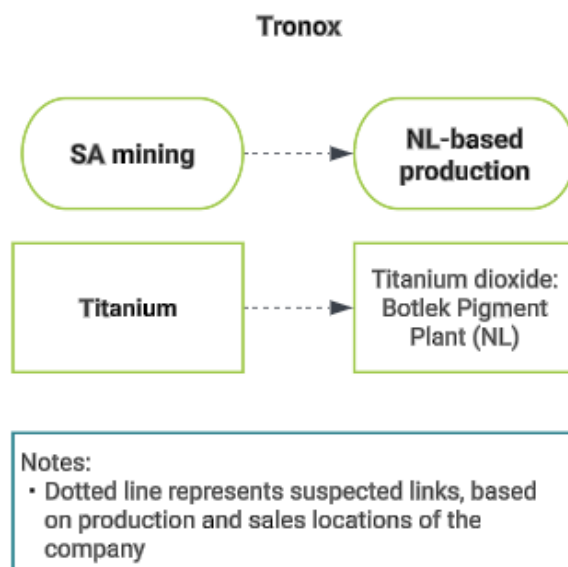 Tronox
SA mining
NL-based
production
Titanium
Titanium dioxide:
Botlek Pigment
Plant (NL)
Notes:
• Dotted line represents suspected links, based
on production and sales locations of the
company